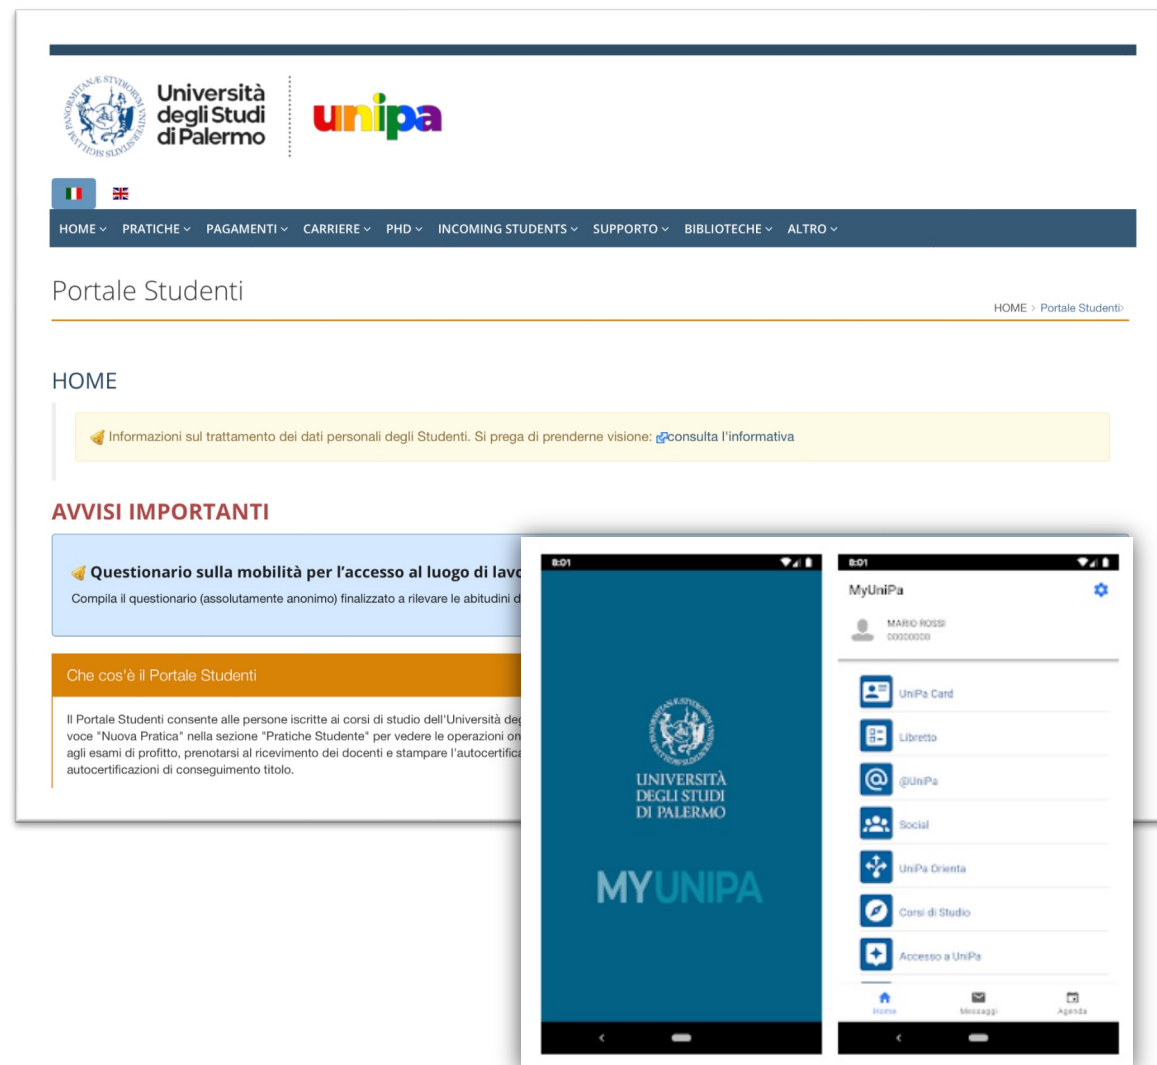 Università
degli Studi
di Palermo
unipa
HOME PRATICHE PAGAMENTI CARRIERE PHD INCOMING STUDENTS SUPPORTO BIBLIOTECHE ALTRO
Portale Studenti
HOME > Portale Studenti>
HOME
Informazioni sul trattamento dei dati personali degli Studenti. Si prega di prenderne visione: consulta l'informativa
AVVISI IMPORTANTI
Questionario sulla mobilità per l'accesso al luogo di lavo
Compila il questionario (assolutamente anonimo) finalizzato a rilevare le abitudini d
Che cos'è il Portale Studenti
Il Portale Studenti consente alle persone iscritte ai corsi di studio dell'Università deg
voce "Nuova Pratica" nella sezione "Pratiche Studente" per vedere le operazioni on
agli esami di profitto, prenotarsi al ricevimento dei docenti e stampare l'autocertifica
autocertificazioni di conseguimento titolo.
8:01
UNIVERSITÀ
DEGLI STUDI
DI PALERMO
MYUNIPA
8:01
MyUniPa
MARIO ROSSI
00000000
UniPa Card
Libretto
@UniPa
Social
UniPa Orienta
Corsi di Studio
Accesso a UniPa
Home Messaggi Agenda